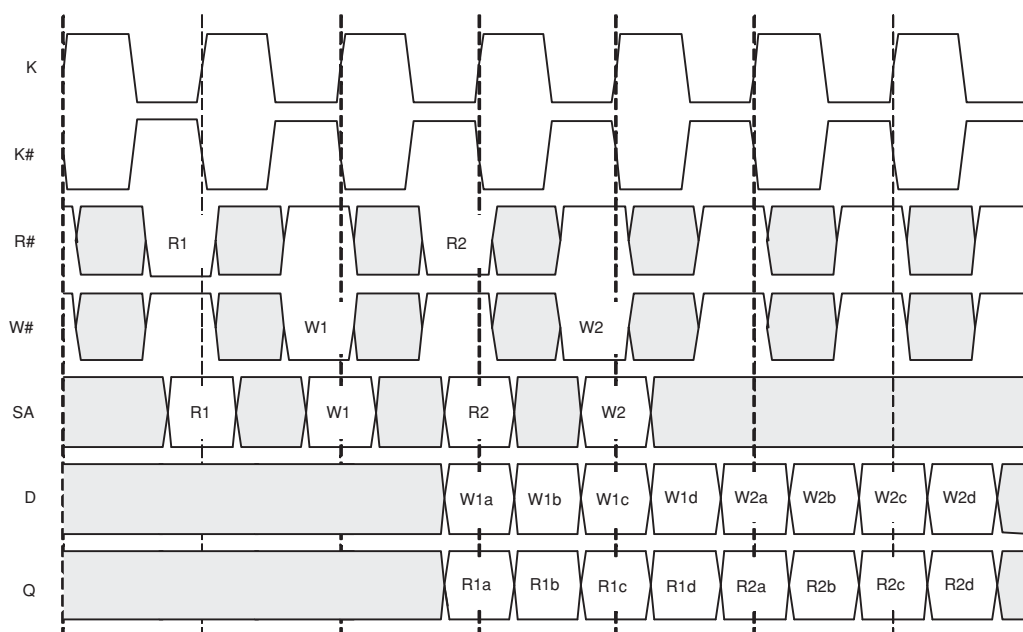 K
K#
R# R1 R2
W# W1 W2
SA R1 W1 R2 W2
D W1a W1b W1c W1d W2a W2b W2c W2d
Q R1a R1b R1c R1d R2a R2b R2c R2d